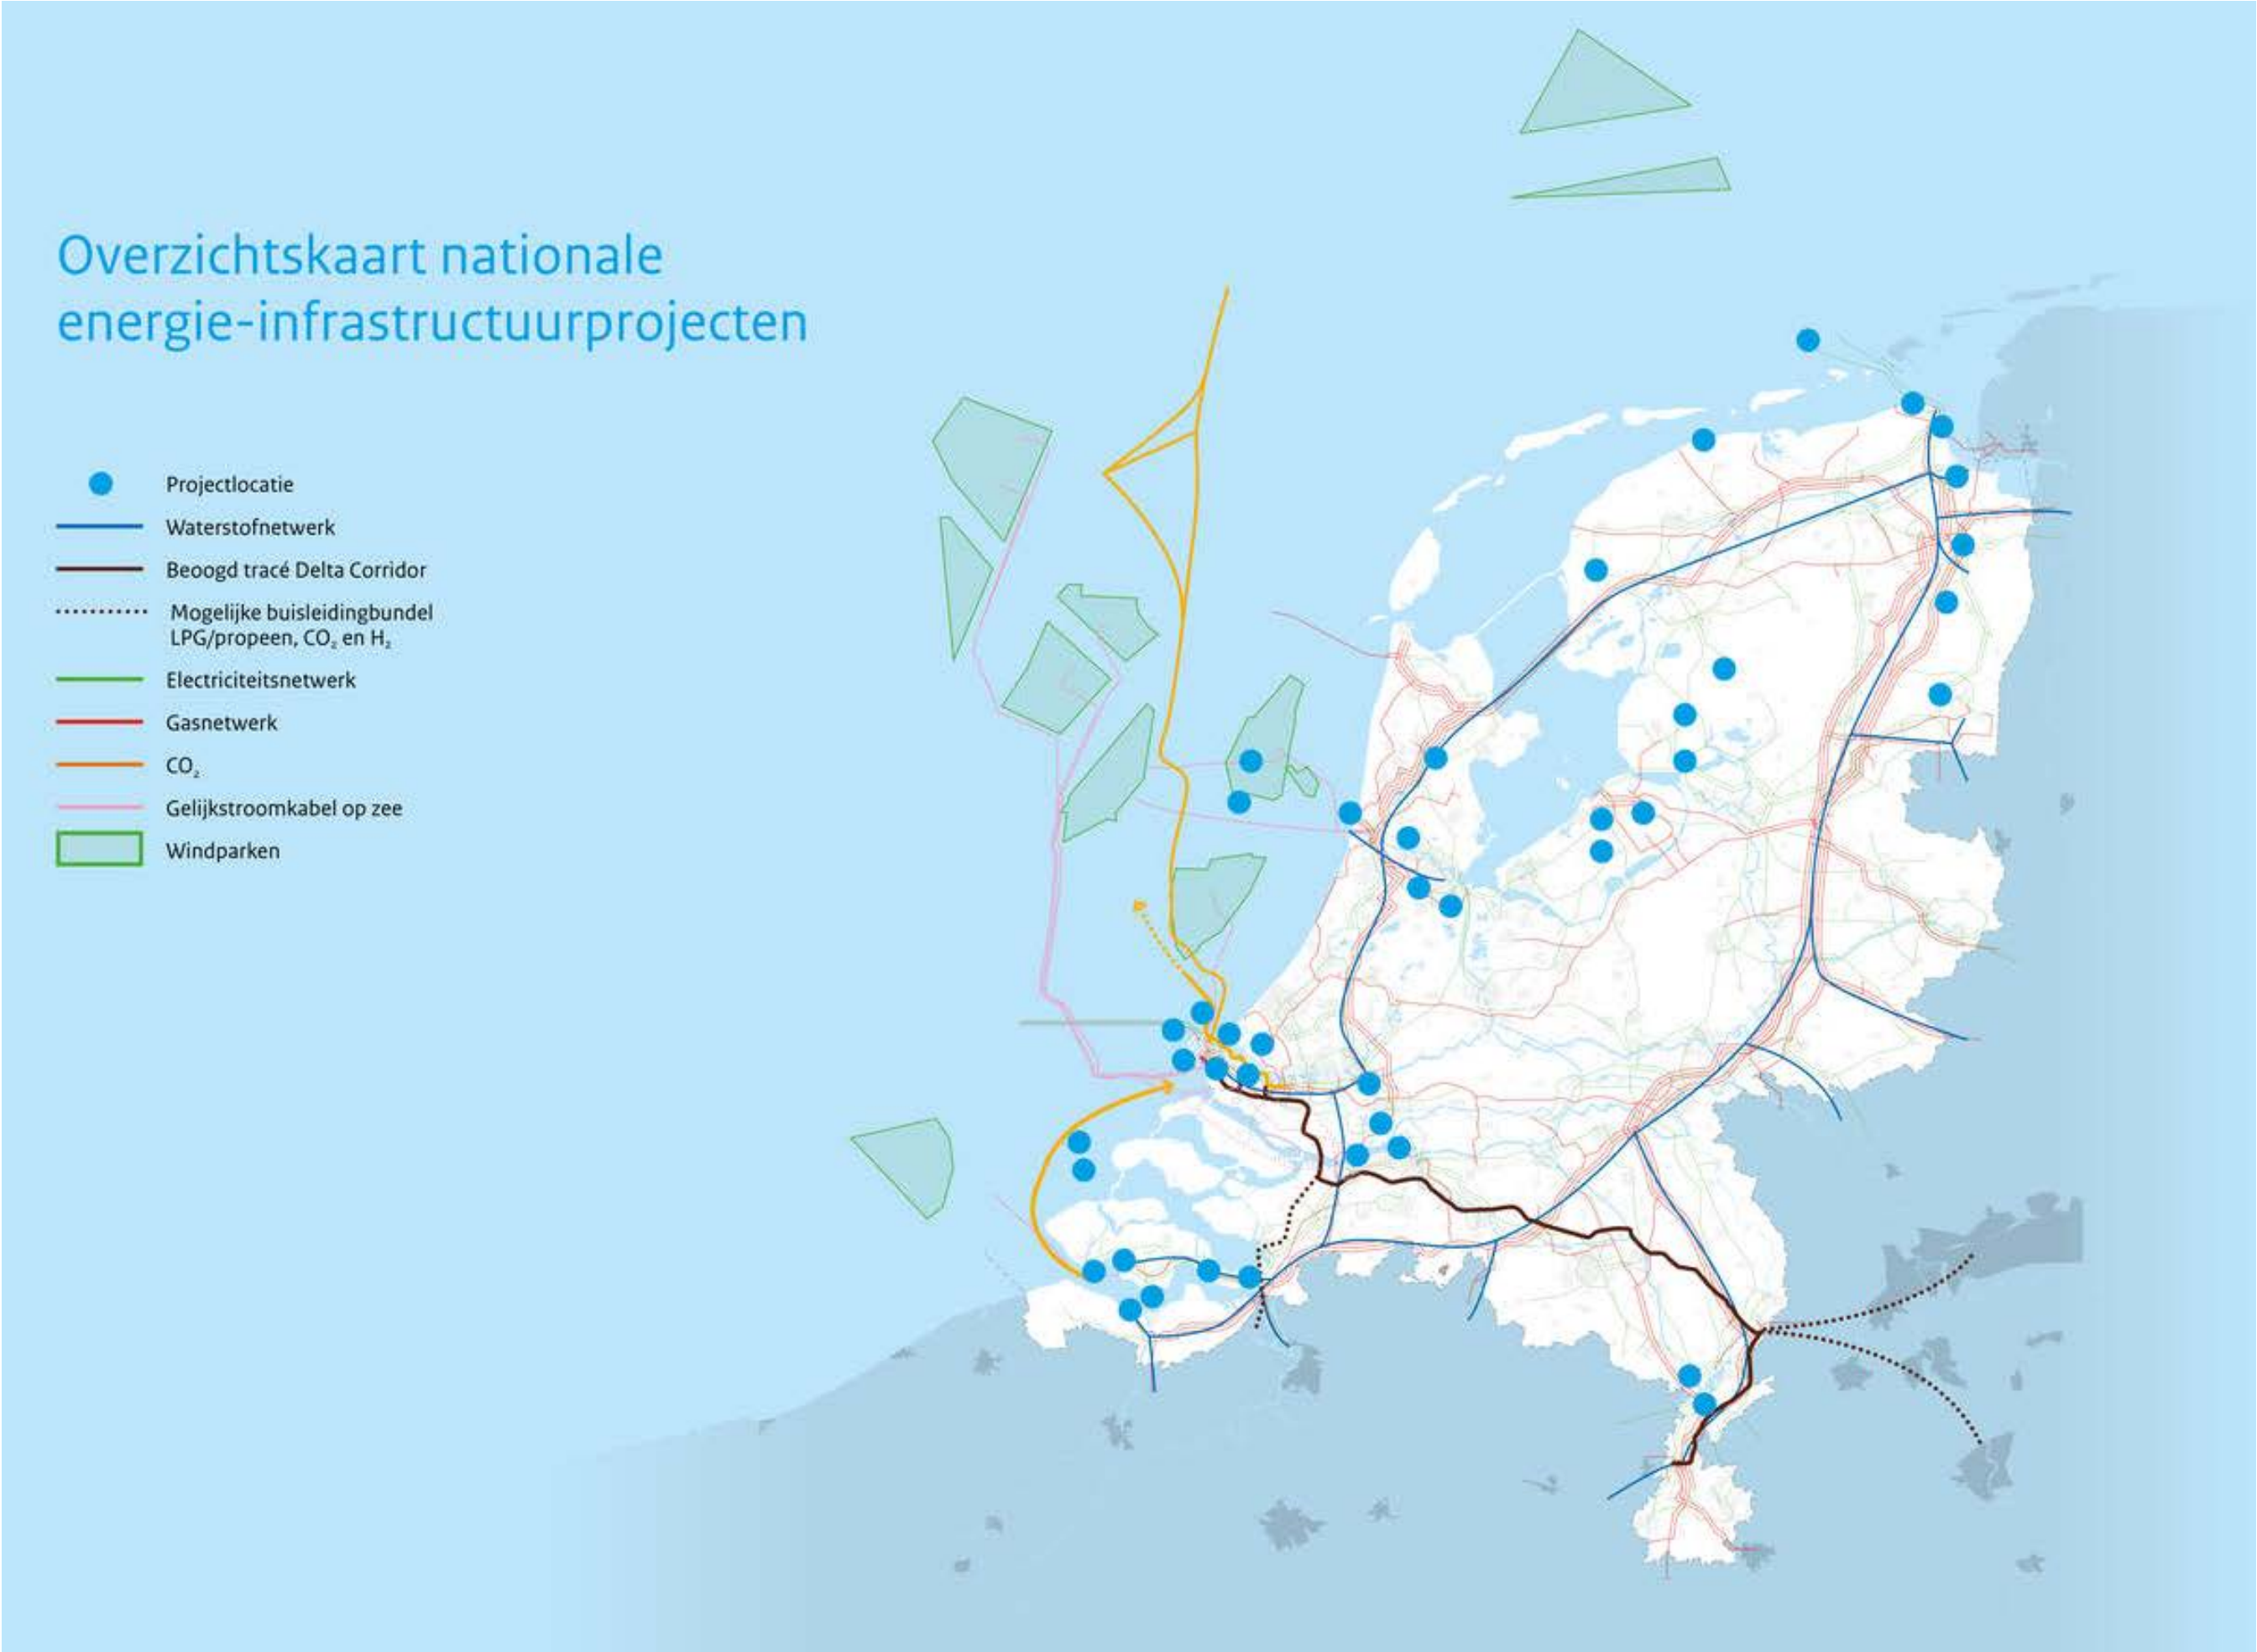 Overzichtskaart nationale
energie-infrastructuurprojecten
Projectlocatie
Waterstofnetwerk
Beoogd tracé Delta Corridor
Mogelijke buisleidingbundel
LPG/propeen, CO₂ en H₂
Electriciteitsnetwerk
Gasnetwerk
CO₂
Gelijkstroomkabel op zee
Windparken